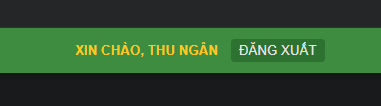 XIN CHÀO, THU NGÂN ĐĂNG XUẤT